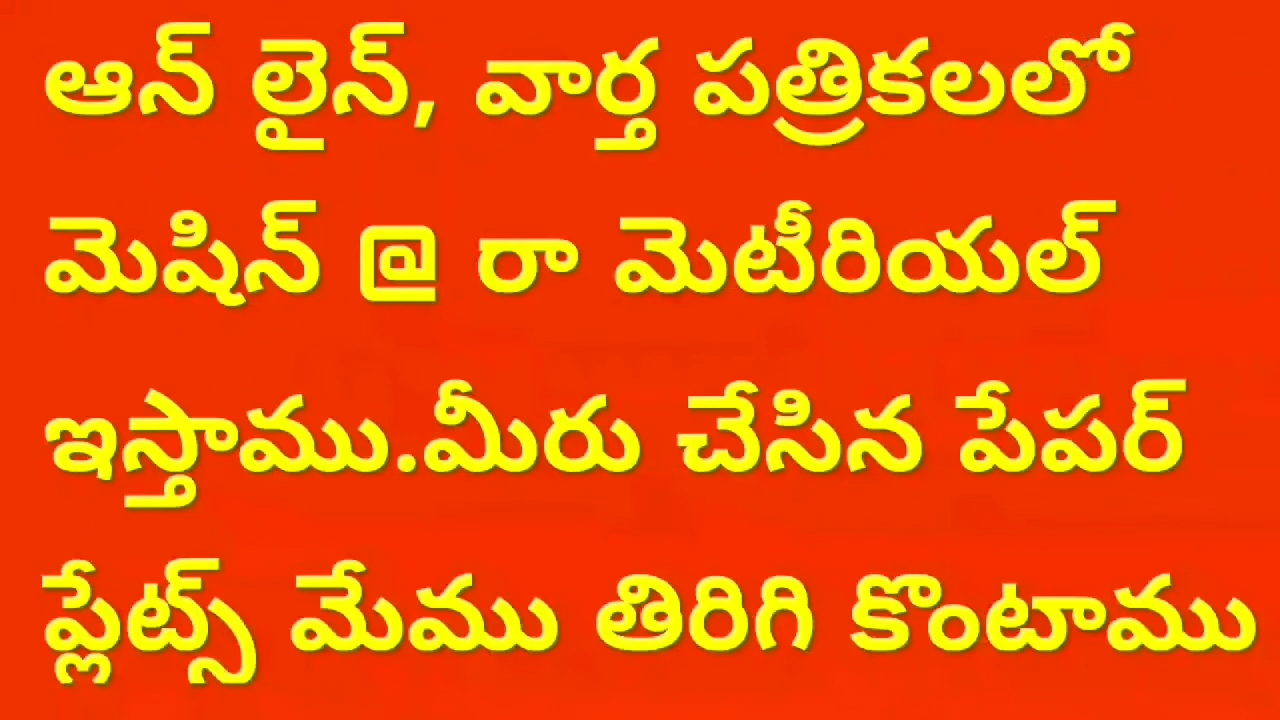 ఆన్ లైన్, వార్త పత్రికలలో
మెషిన్ @ రా మెటీరియల్
ఇస్తాము.మీరు చేసిన పేపర్
ప్లేట్స్ మేము తిరిగి కొంటాము